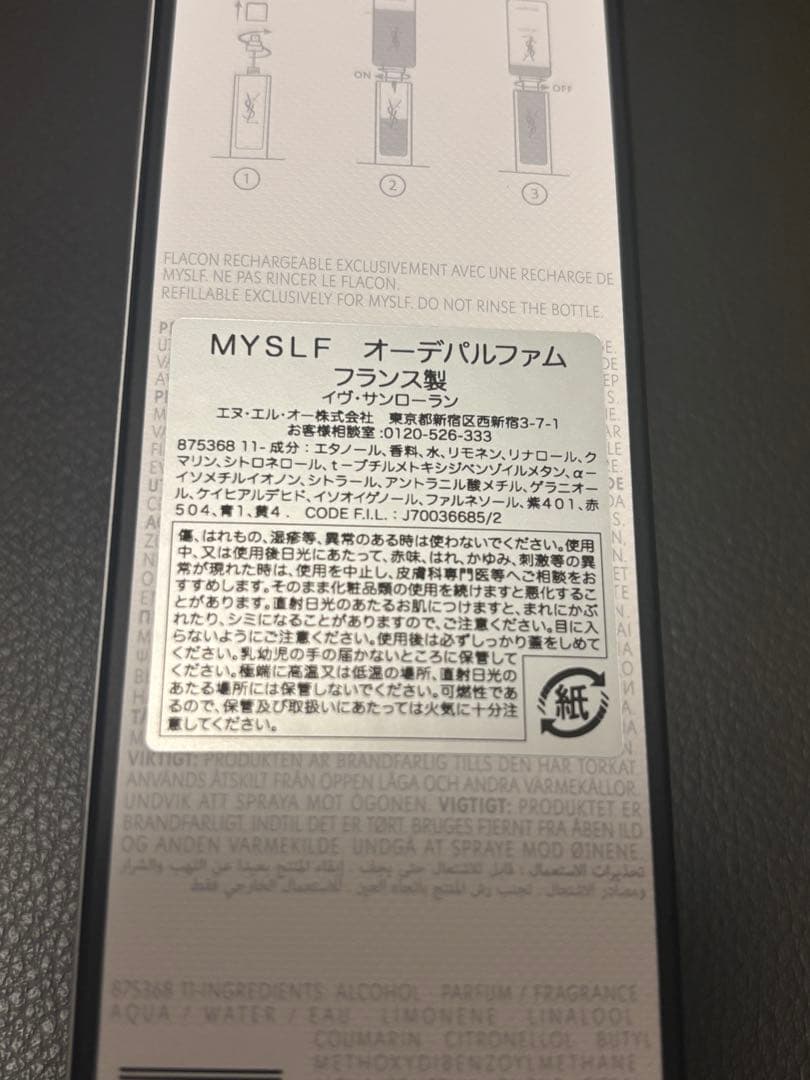 ON
OFF
1
2
3
FLACON RECHARGEABLE EXCLUSIVEMENT AVEC UNE RECHARGE DE
MYSLF. NE PAS RINCER LE FLACON.
REFILLABLE EXCLUSIVELY FOR MYSLF. DO NOT RINSE THE BOTTLE.
MYSLF オーデパルファム
フランス製
イヴ・サンローラン
エヌ・エル・オー株式会社 東京都新宿区西新宿3-7-1
お客様相談室:0120-526-333
875368 11- 成分：エタノール、香料、水、リモネン、リナロール、ク
マリン、シトロネロール、t-ブチルメトキシジベンゾイルメタン、α-
イソメチルイオノン、シトラール、アントラニル酸メチル、ゲラニオー
ル、ケイヒアルデヒド、イソオイゲノール、ファルネソール、紫401、赤
504、青1、黄4． CODE F.I.L.：J70036685/2
傷、はれもの、湿疹等、異常のある時は使わないでください。使用
中、又は使用後日光にあたって、赤味、はれ、かゆみ、刺激等の異
常が現れた時は、使用を中止し、皮膚科専門医等へご相談をお
すすめします。そのまま化粧品類の使用を続けますと悪化するこ
とがあります。直射日光のあたるお肌につけますと、まれにかぶ
れたり、シミになることがありますので、ご注意ください。目に入
らないようにご注意ください。使用後は必ずしっかり蓋をしめて
ください。乳幼児の手の届かないところに保管して
ください。極端に高温又は低温の場所、直射日光の
あたる場所には保管しないでください。可燃性であ
るので、保管及び取扱いにあたっては火気に十分注
意してください。
紙
VIKTIGT: PRODUKTEN ÄR BRANDFARLIG TILLS DEN HAR TORKAT
ANVÄNDS ÅTSKILT FRÅN ÖPPEN LÅGA OCH ANDRA VÄRMEKÄLLOR.
UNDVIK ATT SPRAYA MOT ÖGONEN. VIGTIGT: PRODUKTET ER
BRANDFARLIGT INDTIL DET ER TØRT. BRUGES FJERNT FRA ÅBEN ILD
OG ANDEN VARMEKILDE. UNDGÅ AT SPRAYE MOD ØJNENE.
تحذيرات الاستعمال: قابل للاشتعال حتى يجف. إبقاء المنتج بعيدا عن اللهب والشرار
ومصادر الاشتعال. تجنب رش المنتج باتجاه العين. للاستعمال الخارجي فقط
875368 11-INGREDIENTS: ALCOHOL PARFUM / FRAGRANCE
AQUA / WATER / EAU LIMONENE LINALOOL
COUMARIN CITRONELLOL BUTYL
METHOXYDIBENZOYLMETHANE